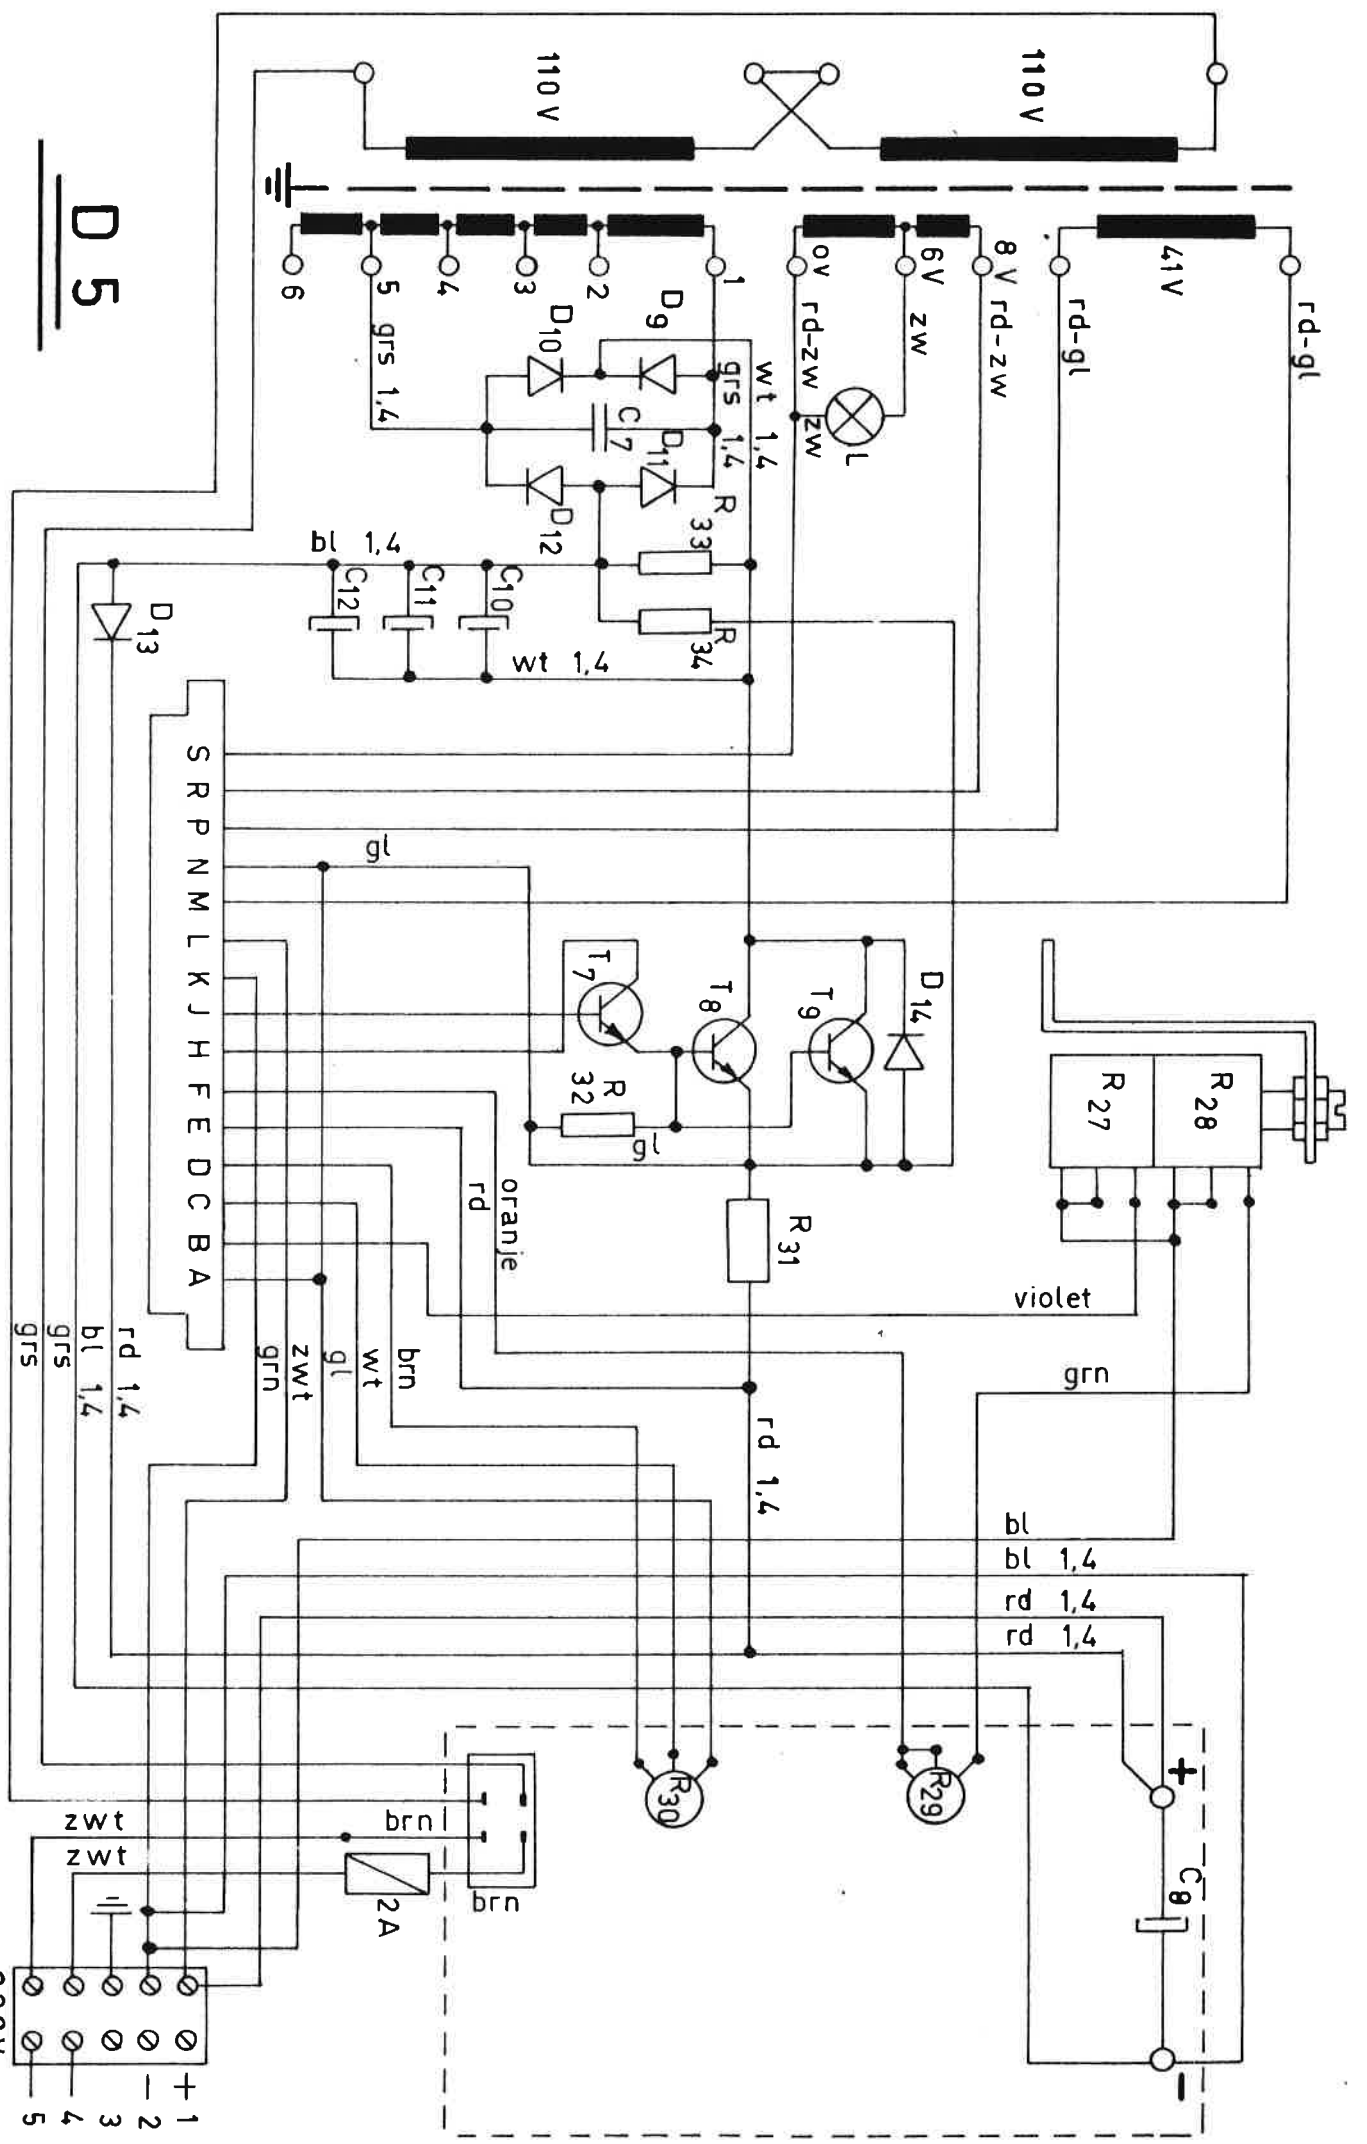 110 V
110 V
41V
8 V
6 V
0V
rd-gl
rd-gl
rd-zw
zw
rd-zw
zw
L
1
2
3
4
5
6
wt 1,4
grs 1,4
grs 1,4
D9
D10
C7
D11
D12
R 33
R 34
bl 1,4
C10
C11
C12
wt 1,4
D13
D 5
S
R
P
N
M
L
K
J
H
F
E
D
C
B
A
gl
T7
T8
T9
D14
R 32
gl
R31
R27
R28
oranje
rd
violet
grn
rd 1,4
brn
wt
gl
zwt
grn
rd 1,4
bl 1,4
grs
grs
bl
bl 1,4
rd 1,4
rd 1,4
R30
R29
+
C8
-
brn
brn
zwt
zwt
2A
+ 1
- 2
3
4
5